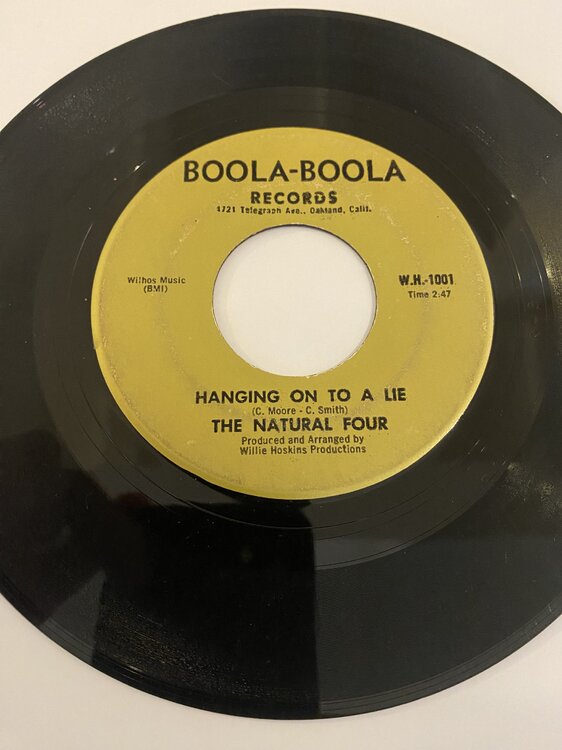 BOOLA-BOOLA
RECORDS
4721 Telegraph Ave., Oakland, Calif.
Wilhos Music
(BMI)
W.H.-1001
Time 2:47
HANGING ON TO A LIE
(C. Moore - C. Smith)
THE NATURAL FOUR
Produced and Arranged by
Willie Hoskins Productions